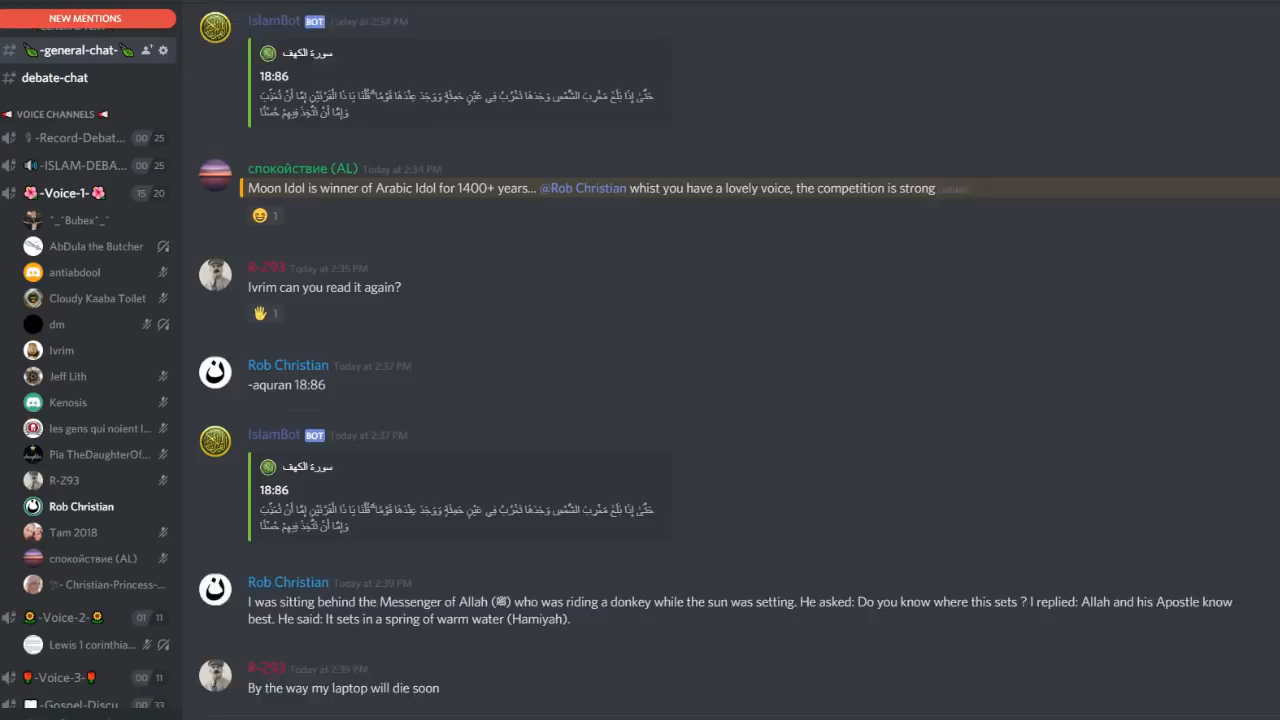 NEW MENTIONS
-general-chat-
debate-chat
VOICE CHANNELS
-Record-Debat... 00 25
-ISLAM-DEBA... 00 25
-Voice-1- 15 20
^_^Bubex^_^
AbDula the Butcher
antiabdool
Cloudy Kaaba Toilet
dm
Ivrim
Jeff Lith
Kenosis
les gens qui noient l...
Pia TheDaughterOf...
R-Z93
Rob Christian
Tam 2018
спокойствие (AL)
- Christian-Princess-...
-Voice-2- 01 11
Lewis 1 corinthia...
-Voice-3- 00 11
-Gospel-Discu 00 33
IslamBot BOT Today at 2:34 PM
سورة الكهف
18:86
حَتَّىٰ إِذَا بَلَغَ مَغْرِبَ الشَّمْسِ وَجَدَهَا تَغْرُبُ فِي عَيْنٍ حَمِئَةٍ وَوَجَدَ عِنْدَهَا قَوْمًا ۗ قُلْنَا يَا ذَا الْقَرْنَيْنِ إِمَّا أَنْ تُعَذِّبَ
وَإِمَّا أَنْ تَتَّخِذَ فِيهِمْ حُسْنًا
спокойствие (AL) Today at 2:34 PM
Moon Idol is winner of Arabic Idol for 1400+ years... @Rob Christian whist you have a lovely voice, the competition is strong
1
R-Z93 Today at 2:35 PM
Ivrim can you read it again?
1
Rob Christian Today at 2:37 PM
-aquran 18:86
IslamBot BOT Today at 2:37 PM
سورة الكهف
18:86
حَتَّىٰ إِذَا بَلَغَ مَغْرِبَ الشَّمْسِ وَجَدَهَا تَغْرُبُ فِي عَيْنٍ حَمِئَةٍ وَوَجَدَ عِنْدَهَا قَوْمًا ۗ قُلْنَا يَا ذَا الْقَرْنَيْنِ إِمَّا أَنْ تُعَذِّبَ
وَإِمَّا أَنْ تَتَّخِذَ فِيهِمْ حُسْنًا
Rob Christian Today at 2:39 PM
I was sitting behind the Messenger of Allah (ﷺ) who was riding a donkey while the sun was setting. He asked: Do you know where this sets ? I replied: Allah and his Apostle know
best. He said: It sets in a spring of warm water (Hamiyah).
R-Z93 Today at 2:39 PM
By the way my laptop will die soon